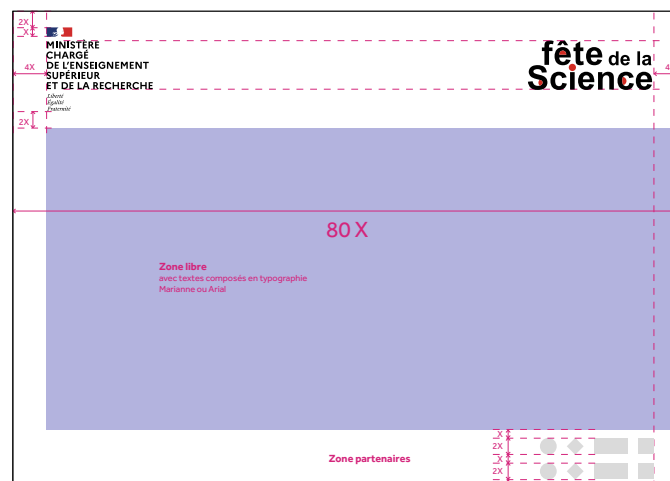 2X
X
MINISTÈRE
CHARGÉ
DE L'ENSEIGNEMENT
SUPÉRIEUR
ET DE LA RECHERCHE
Liberté
Égalité
Fraternité
fête de la
Science
4X
4
2X
80 X
Zone libre
avec textes composés en typographie
Marianne ou Arial
X
2X
Zone partenaires
X
2X